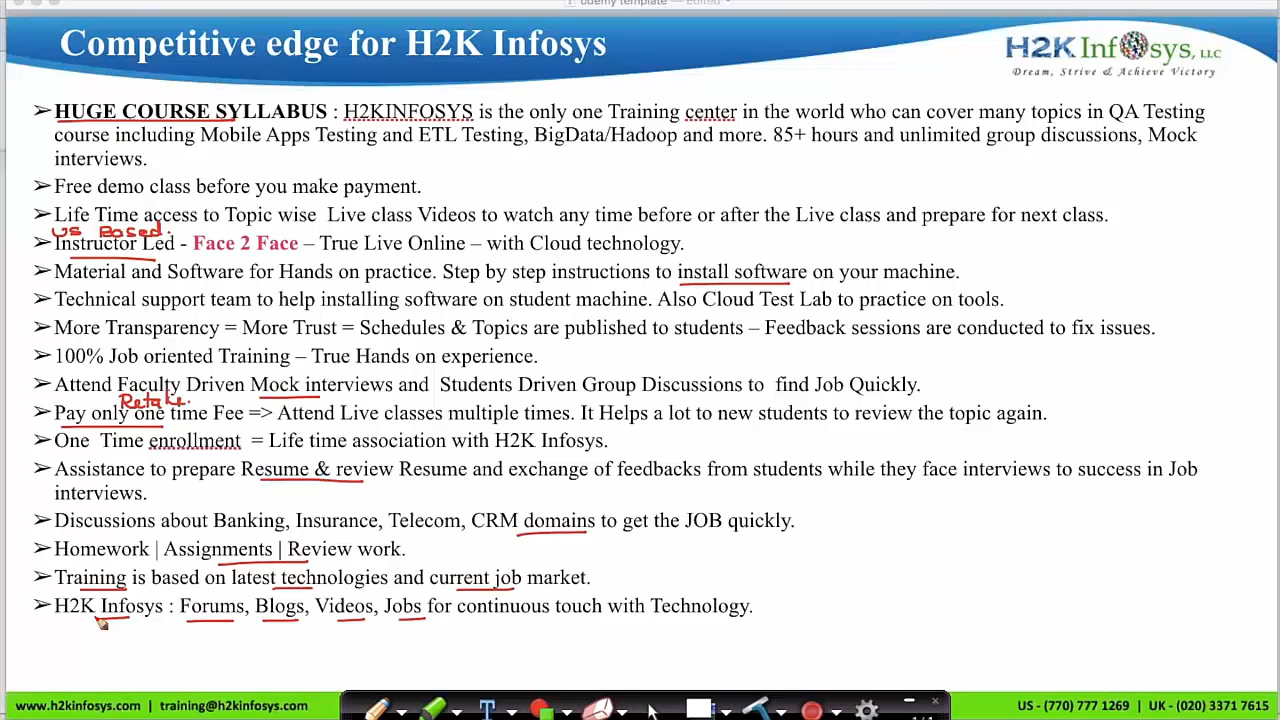 udemy template — Edited
Competitive edge for H2K Infosys
H2K Infosys, LLC
Dream, Strive & Achieve Victory
➢ HUGE COURSE SYLLABUS : H2KINFOSYS is the only one Training center in the world who can cover many topics in QA Testing
course including Mobile Apps Testing and ETL Testing, BigData/Hadoop and more. 85+ hours and unlimited group discussions, Mock
interviews.
➢ Free demo class before you make payment.
➢ Life Time access to Topic wise Live class Videos to watch any time before or after the Live class and prepare for next class.
US Based.
➢ Instructor Led - Face 2 Face – True Live Online – with Cloud technology.
➢ Material and Software for Hands on practice. Step by step instructions to install software on your machine.
➢ Technical support team to help installing software on student machine. Also Cloud Test Lab to practice on tools.
➢ More Transparency = More Trust = Schedules & Topics are published to students – Feedback sessions are conducted to fix issues.
➢ 100% Job oriented Training – True Hands on experience.
➢ Attend Faculty Driven Mock interviews and Students Driven Group Discussions to find Job Quickly.
Retake.
➢ Pay only one time Fee => Attend Live classes multiple times. It Helps a lot to new students to review the topic again.
➢ One Time enrollment = Life time association with H2K Infosys.
➢ Assistance to prepare Resume & review Resume and exchange of feedbacks from students while they face interviews to success in Job
interviews.
➢ Discussions about Banking, Insurance, Telecom, CRM domains to get the JOB quickly.
➢ Homework | Assignments | Review work.
➢ Training is based on latest technologies and current job market.
➢ H2K Infosys : Forums, Blogs, Videos, Jobs for continuous touch with Technology.
www.h2kinfosys.com | training@h2kinfosys.com
T
1/1
US - (770) 777 1269 | UK - (020) 3371 7615